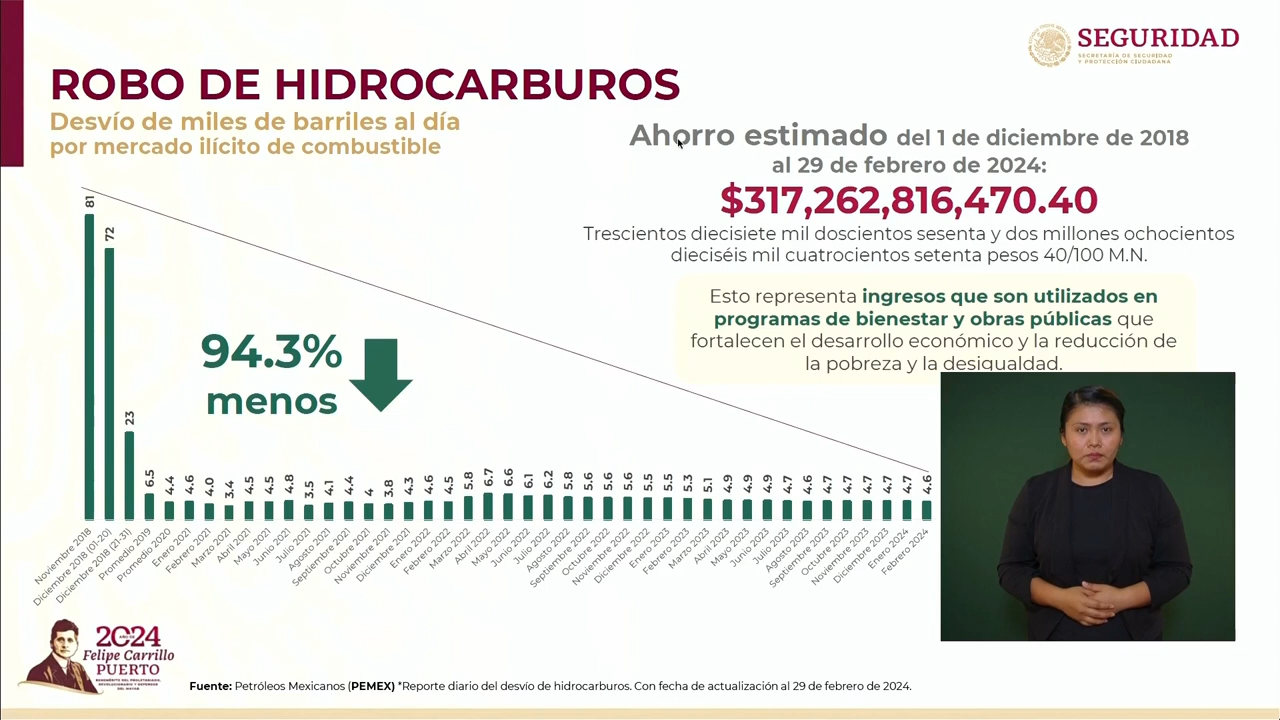 SEGURIDAD
SECRETARÍA DE SEGURIDAD
Y PROTECCIÓN CIUDADANA
ROBO DE HIDROCARBUROS
Desvío de miles de barriles al día
por mercado ilícito de combustible
Ahorro estimado del 1 de diciembre de 2018
al 29 de febrero de 2024:
$317,262,816,470.40
Trescientos diecisiete mil doscientos sesenta y dos millones ochocientos
dieciséis mil cuatrocientos setenta pesos 40/100 M.N.
Esto representa ingresos que son utilizados en
programas de bienestar y obras públicas que
fortalecen el desarrollo económico y la reducción de
la pobreza y la desigualdad.
94.3%
menos
81
72
23
6.5
4.4
4.6
4.0
3.4
4.5
4.5
4.8
3.5
4.1
4.4
4
3.8
4.3
4.6
4.5
5.8
6.7
6.6
6.1
6.2
5.8
5.6
5.6
5.6
5.5
5.5
5.3
5.1
4.9
4.9
4.9
4.7
4.6
4.7
4.7
4.7
4.7
4.6
Noviembre 2018
Diciembre 2018 (01-20)
Diciembre 2018 (21-31)
Promedio 2019
Promedio 2020
Enero 2021
Febrero 2021
Marzo 2021
Abril 2021
Mayo 2021
Junio 2021
Julio 2021
Agosto 2021
Septiembre 2021
Octubre 2021
Noviembre 2021
Diciembre 2021
Enero 2022
Febrero 2022
Marzo 2022
Abril 2022
Mayo 2022
Junio 2022
Julio 2022
Agosto 2022
Septiembre 2022
Octubre 2022
Noviembre 2022
Diciembre 2022
Enero 2023
Febrero 2023
Marzo 2023
Abril 2023
Mayo 2023
Junio 2023
Julio 2023
Agosto 2023
Septiembre 2023
Octubre 2023
Noviembre 2023
Diciembre 2023
Enero 2024
Febrero 2024
2024
AÑO DE
Felipe Carrillo
PUERTO
BENEMÉRITO DEL PROLETARIADO,
REVOLUCIONARIO Y DEFENSOR
DEL MAYAB
Fuente: Petróleos Mexicanos (PEMEX) *Reporte diario del desvío de hidrocarburos. Con fecha de actualización al 29 de febrero de 2024.